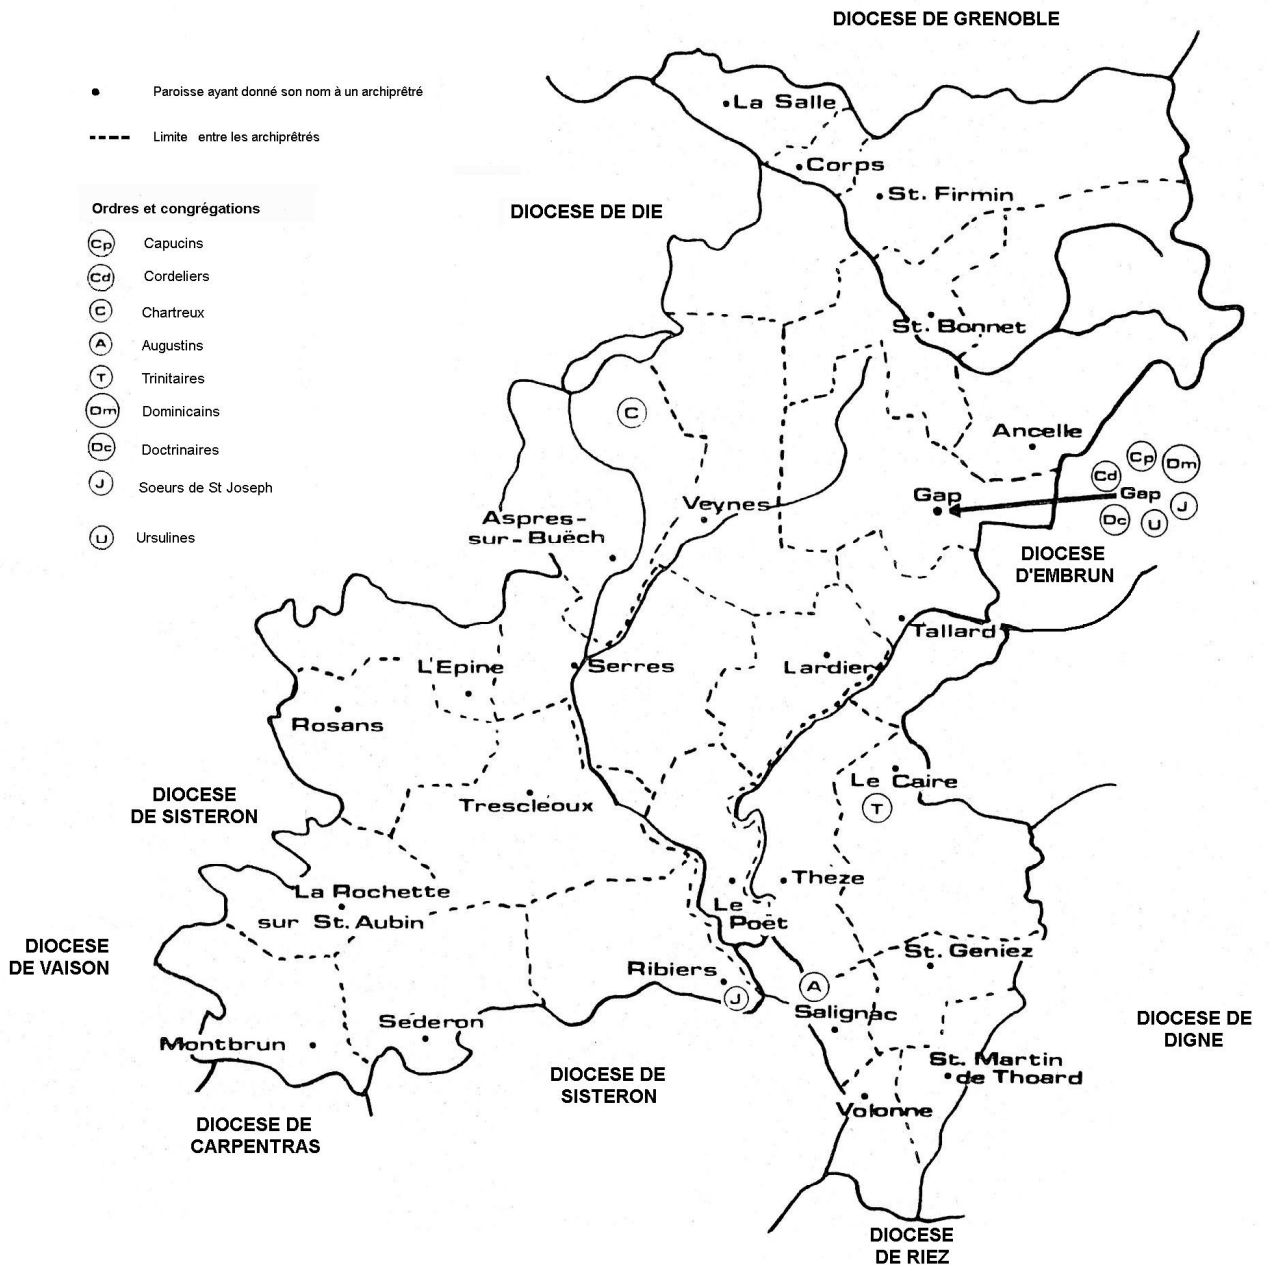 DIOCESE DE GRENOBLE
Paroisse ayant donné son nom à un archiprêtré
Limite entre les archiprêtrés
Ordres et congrégations
Cp Capucins
Cd Cordeliers
C Chartreux
A Augustins
T Trinitaires
Dm Dominicains
Dc Doctrinaires
J Soeurs de St Joseph
U Ursulines
La Salle
Corps
St. Firmin
DIOCESE DE DIE
St. Bonnet
C
Ancelle
Cp
Dm
Cd
Gap
Gap
J
Dc
U
Veynes
Aspres-
sur-Buëch
DIOCESE
D'EMBRUN
Tallard
L'Epine
Serres
Lardier
Rosans
Le Caire
T
DIOCESE
DE SISTERON
Trescléoux
La Rochette
sur St. Aubin
Theze
Le
Poët
DIOCESE
DE VAISON
St. Geniez
Ribiers
J
A
Salignac
Séderon
Montbrun
DIOCESE DE
DIGNE
St. Martin
de Thoard
DIOCESE DE
SISTERON
Volonne
DIOCESE DE
CARPENTRAS
DIOCESE
DE RIEZ